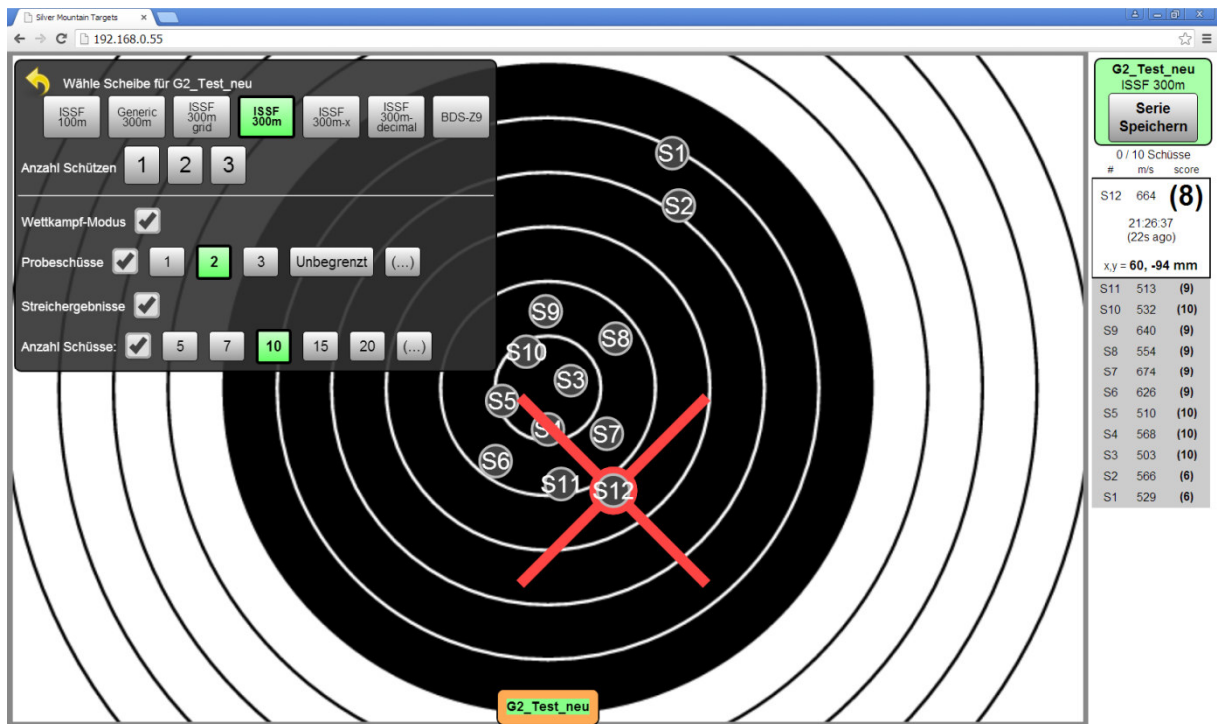 Silver Mountain Targets
192.168.0.55
Wähle Scheibe für G2_Test_neu
ISSF 100m
Generic 300m
ISSF 300m grid
ISSF 300m
ISSF 300m-x
ISSF 300m-decimal
BDS-Z9
Anzahl Schützen 1 2 3
Wettkampf-Modus
Probeschüsse 1 2 3 Unbegrenzt (...)
Streichergebnisse
Anzahl Schüsse: 5 7 10 15 20 (...)
S1
S2
S9
S8
S10
S3
S5
S4
S7
S6
S11
S12
G2_Test_neu
G2_Test_neu
ISSF 300m
Serie
Speichern
0 / 10 Schüsse
# m/s score
S12 664 (8)
21:26:37
(22s ago)
x,y = 60, -94 mm
S11 513 (9)
S10 532 (10)
S9 640 (9)
S8 554 (9)
S7 674 (9)
S6 626 (9)
S5 510 (10)
S4 568 (10)
S3 503 (10)
S2 566 (6)
S1 529 (6)